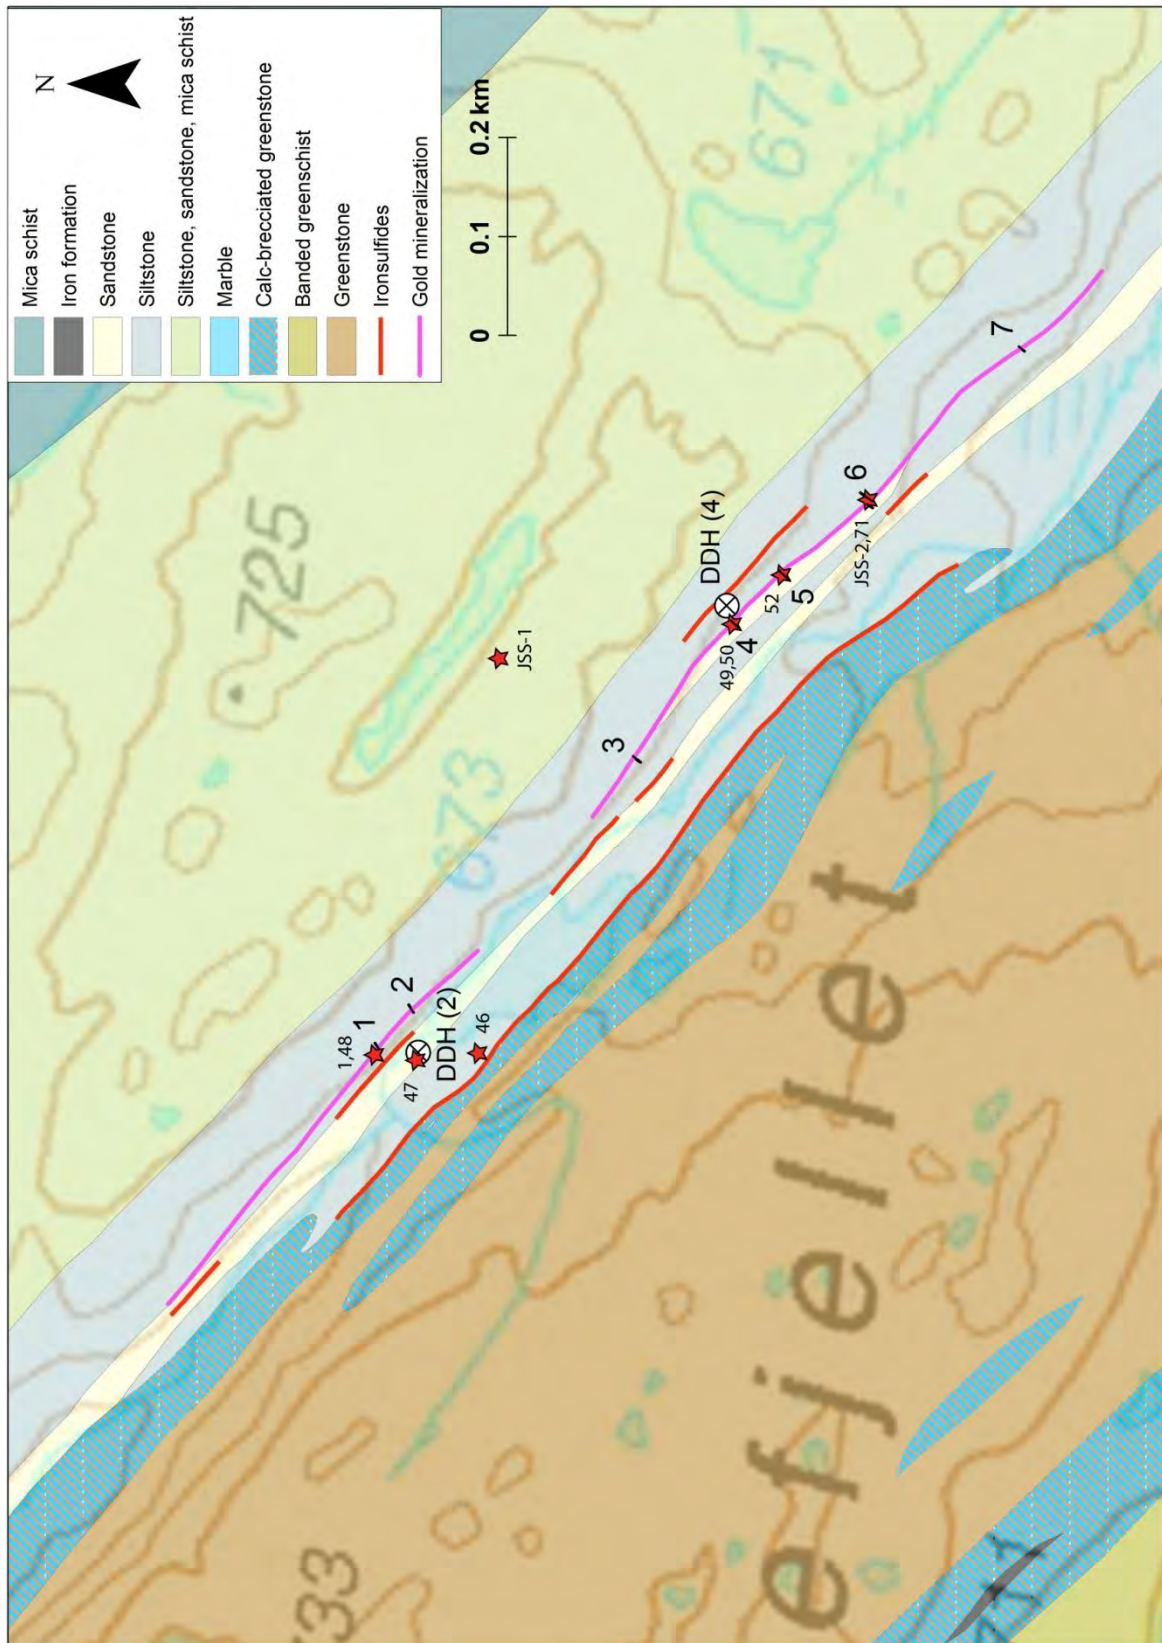 N
Mica schist
Iron formation
Sandstone
Siltstone
Siltstone, sandstone, mica schist
Marble
Calc-brecciated greenstone
Banded greenschist
Greenstone
Ironsulfides
Gold mineralization
0 0.1 0.2 km
671
725
673
JSS-1
1,48
1
2
47
DDH (2)
46
3
DDH (4)
49,50
4
52
5
6
JSS-2,71
7
efjellet
33